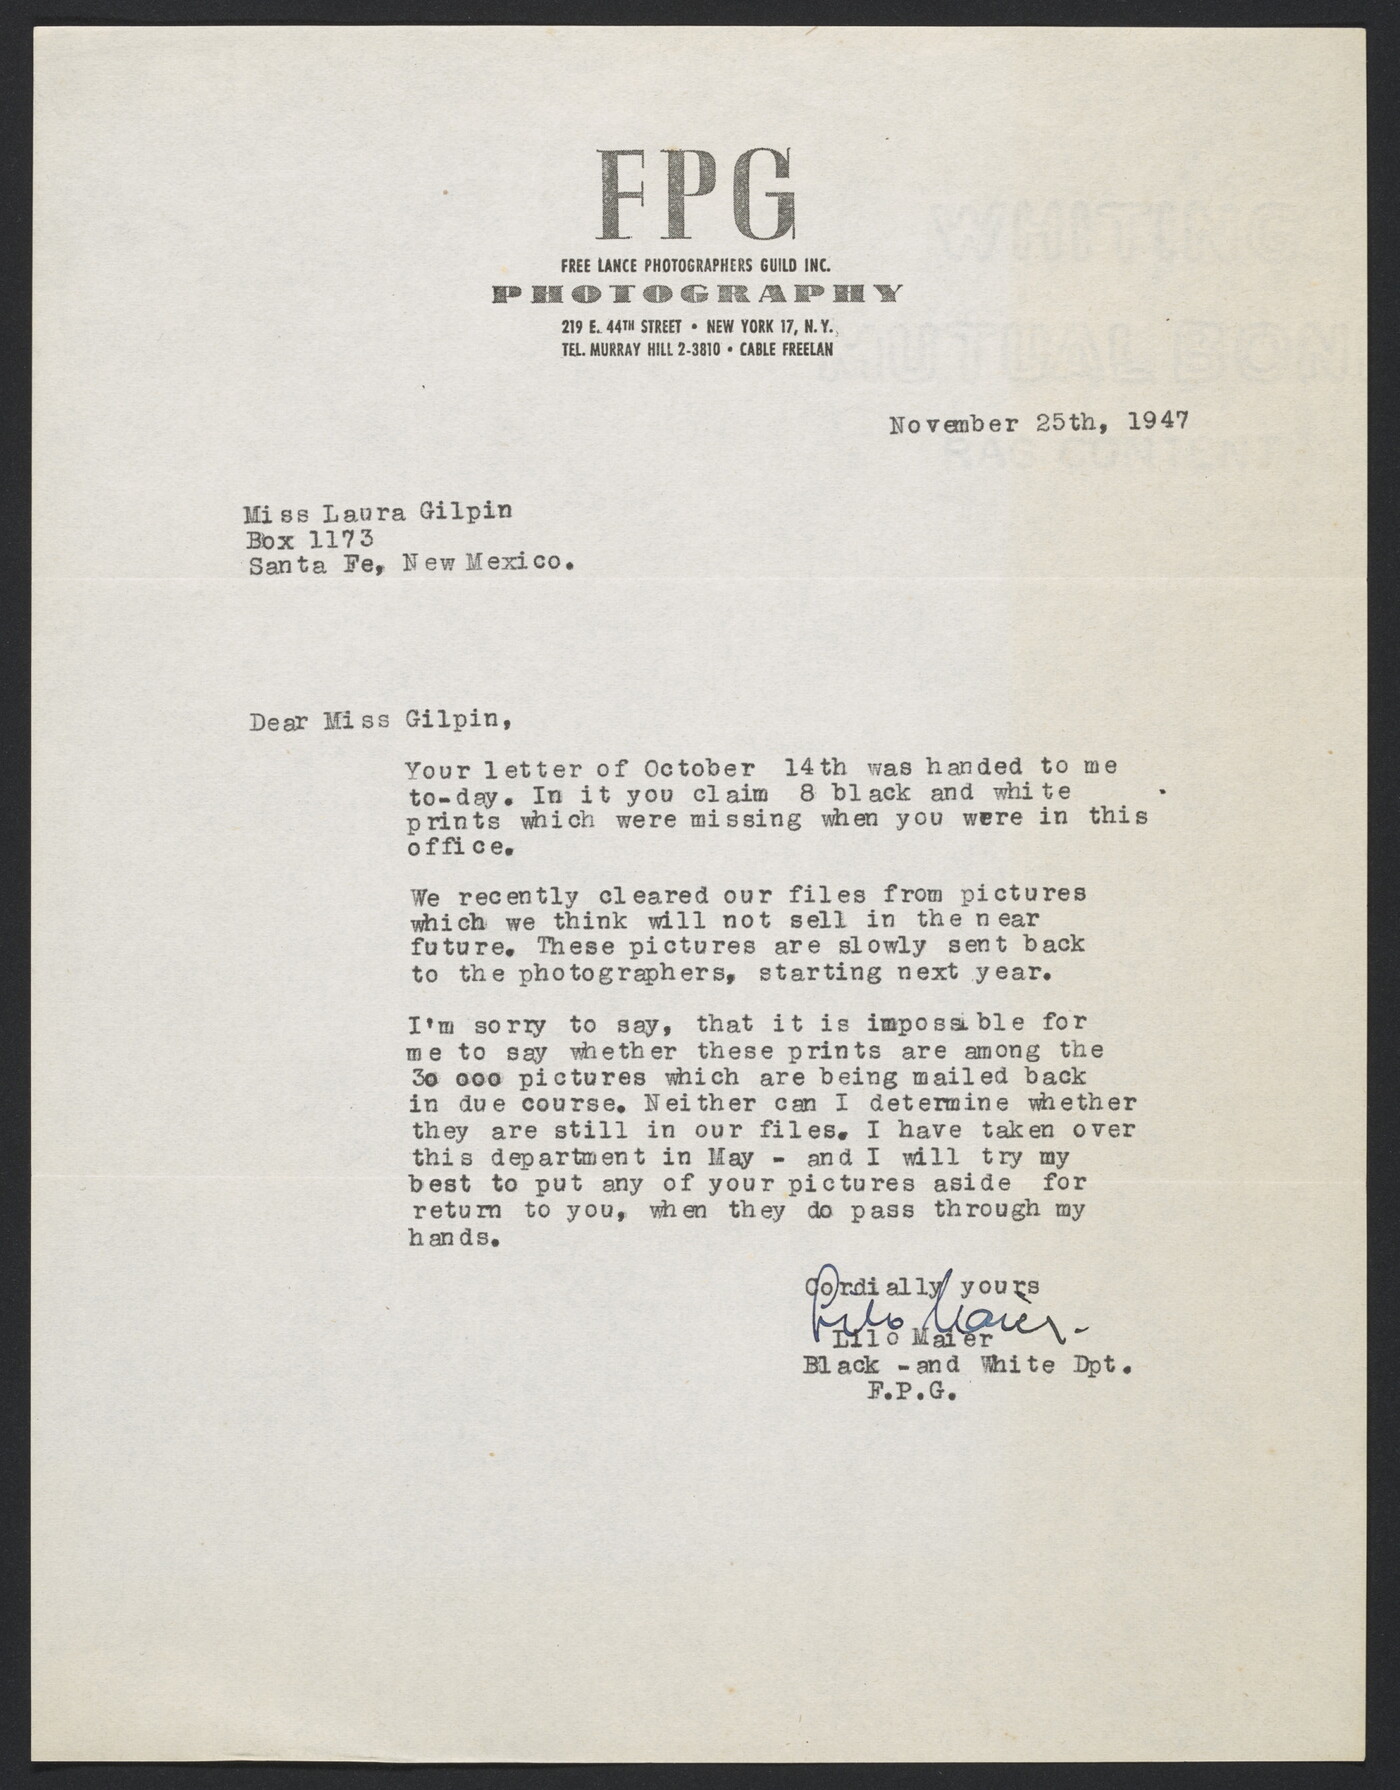 FPG
FREE LANCE PHOTOGRAPHERS GUILD INC.
PHOTOGRAPHY
219 E. 44TH STREET • NEW YORK 17, N.Y.
TEL. MURRAY HILL 2-3810 • CABLE FREELAN
WHITING
MUTUAL BON
RAG CONTENT
November 25th, 1947
Miss Laura Gilpin
Box 1173
Santa Fe, New Mexico.
Dear Miss Gilpin,
Your letter of October 14th was handed to me
to-day. In it you claim 8 black and white
prints which were missing when you were in this
office.
We recently cleared our files from pictures
which we think will not sell in the near
future. These pictures are slowly sent back
to the photographers, starting next year.
I'm sorry to say, that it is impossible for
me to say whether these prints are among the
30 000 pictures which are being mailed back
in due course. Neither can I determine whether
they are still in our files. I have taken over
this department in May - and I will try my
best to put any of your pictures aside for
return to you, when they do pass through my
hands.
Cordially yours
Lilo Maier.
Lilo Maier
Black -and White Dpt.
F.P.G.